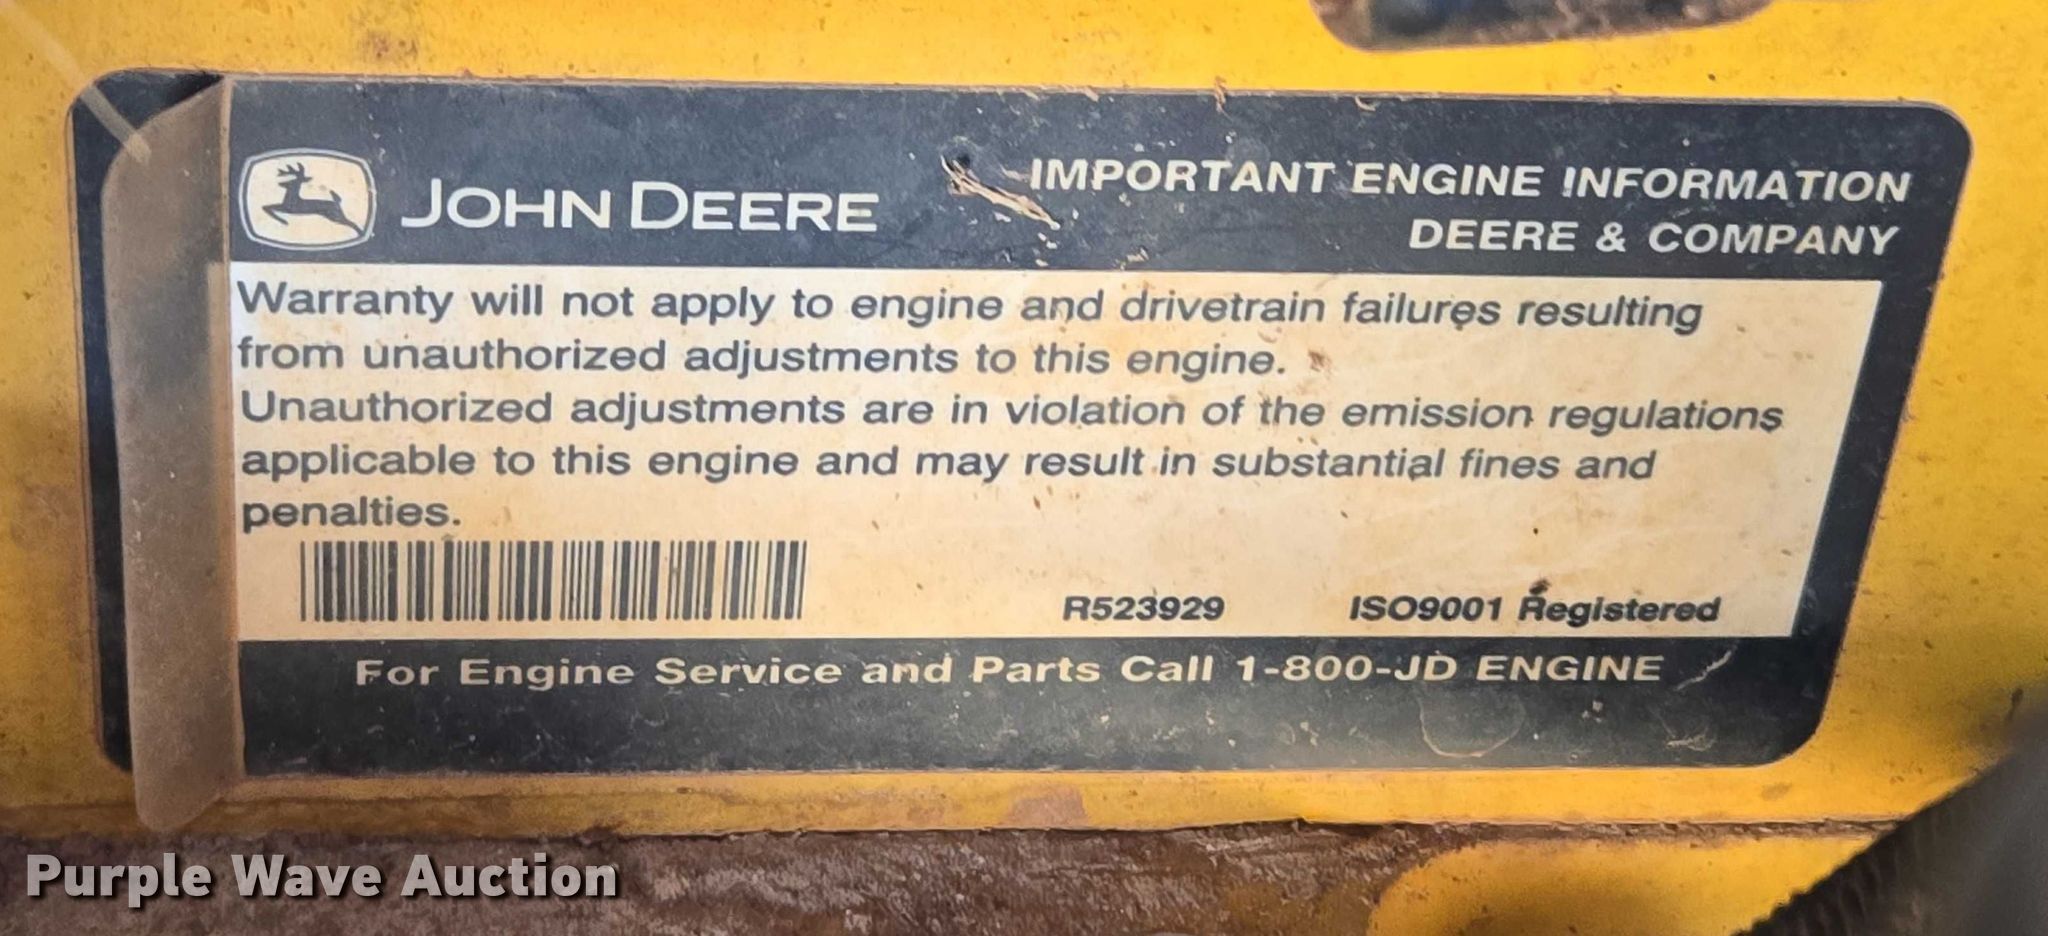 JOHN DEERE
IMPORTANT ENGINE INFORMATION
DEERE & COMPANY
Warranty will not apply to engine and drivetrain failures resulting
from unauthorized adjustments to this engine.
Unauthorized adjustments are in violation of the emission regulations
applicable to this engine and may result in substantial fines and
penalties.
R523929 ISO9001 Registered
For Engine Service and Parts Call 1-800-JD ENGINE
Purple Wave Auction